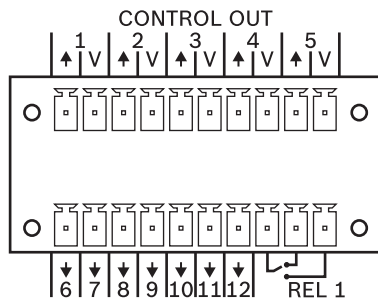 CONTROL OUT
1 2 3 4 5
V V V V V
6 7 8 9 10 11 12 REL 1